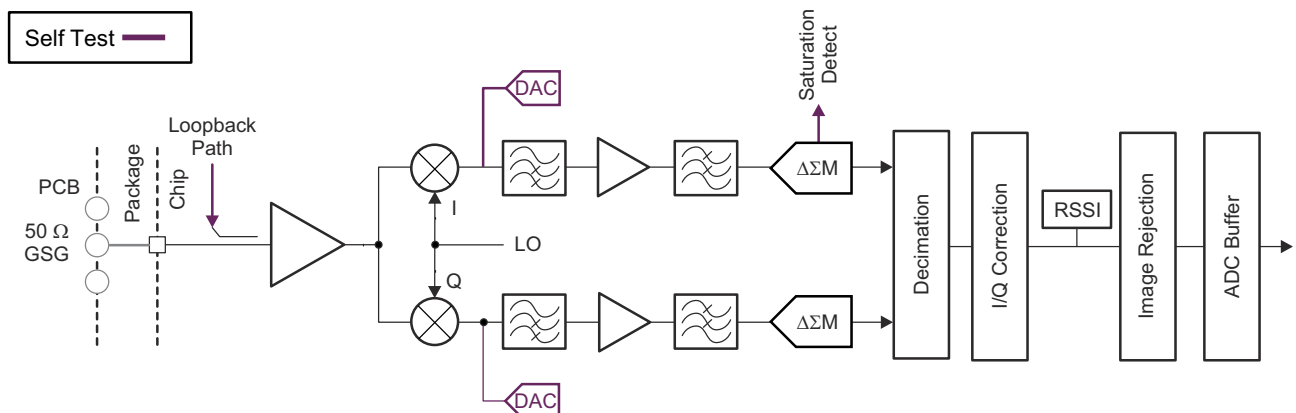 Self Test
DAC
Saturation
Detect
Loopback
Path
PCB
Package
Chip
50 Ω
GSG
I
LO
Q
ΔΣM
Decimation
I/Q Correction
RSSI
Image Rejection
ADC Buffer
ΔΣM
DAC